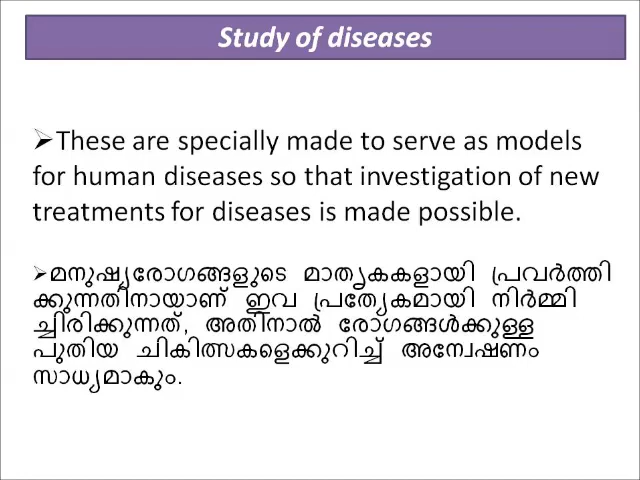 Study of diseases
➢These are specially made to serve as models
for human diseases so that investigation of new
treatments for diseases is made possible.
➢മനുഷ്യരോഗങ്ങളുടെ മാതൃകകളായി പ്രവർത്തി
ക്കുന്നതിനായാണ് ഇവ പ്രത്യേകമായി നിർമ്മി
ച്ചിരിക്കുന്നത്, അതിനാൽ രോഗങ്ങൾക്കുള്ള
പുതിയ ചികിത്സകളെക്കുറിച്ച് അന്വേഷണം
സാധ്യമാകും.